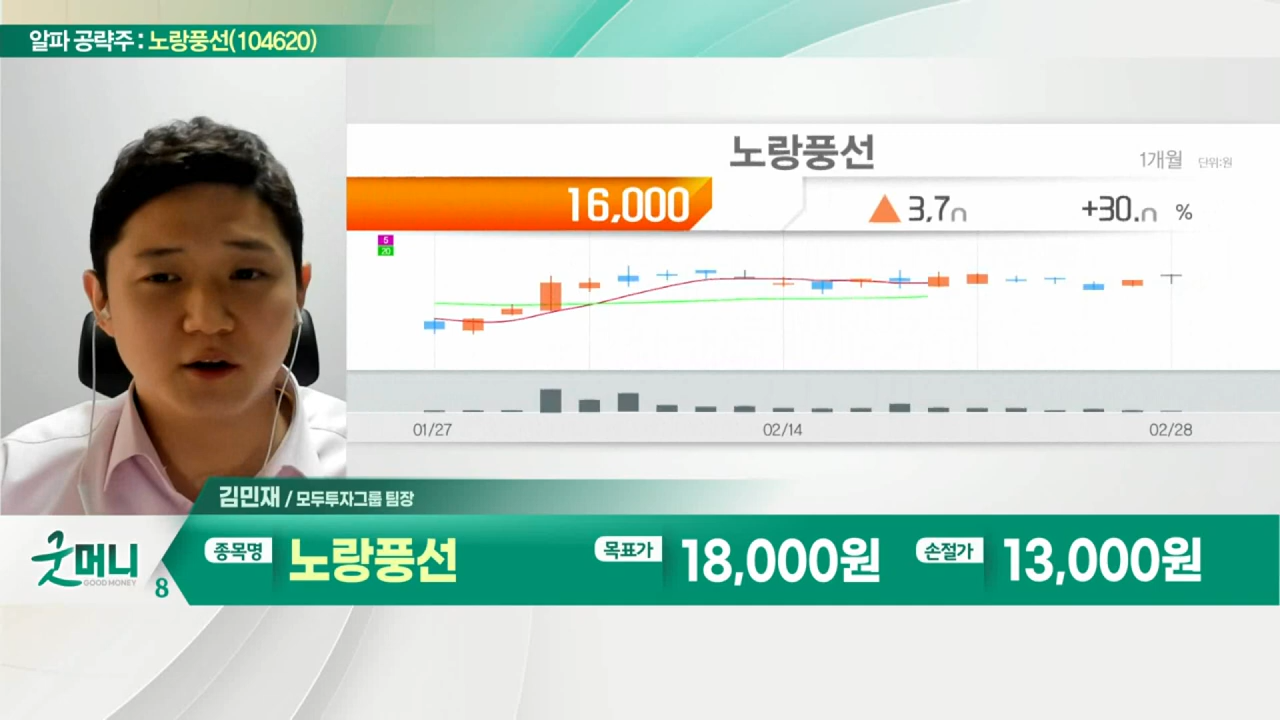 알파 공략주 : 노랑풍선(104620)
노랑풍선
1개월 단위:원
16,000
%
5
20
01/27 02/14 02/28
김민재 / 모두투자그룹 팀장
굿머니
GOOD MONEY
8
종목명 노랑풍선 목표가 18,000원 손절가 13,000원